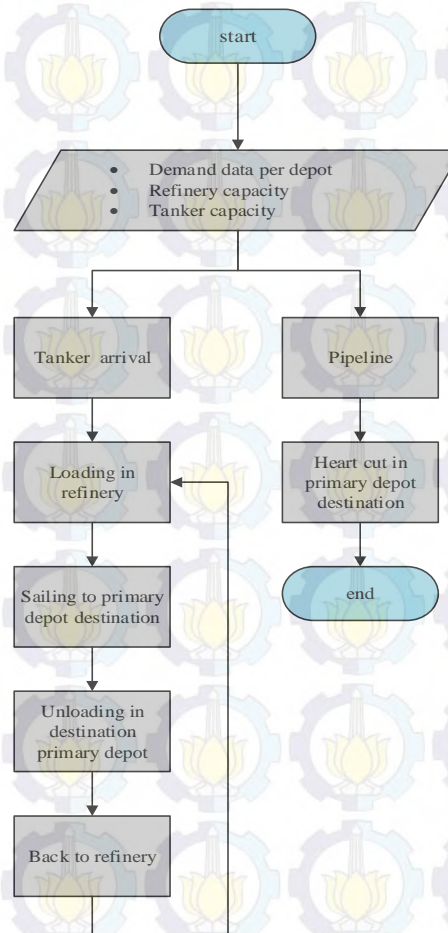 start
• Demand data per depot
• Refinery capacity
• Tanker capacity
Tanker arrival
Pipeline
Loading in
refinery
Heart cut in
primary depot
destination
Sailing to primary
depot destination
end
Unloading in
destination
primary depot
Back to refinery